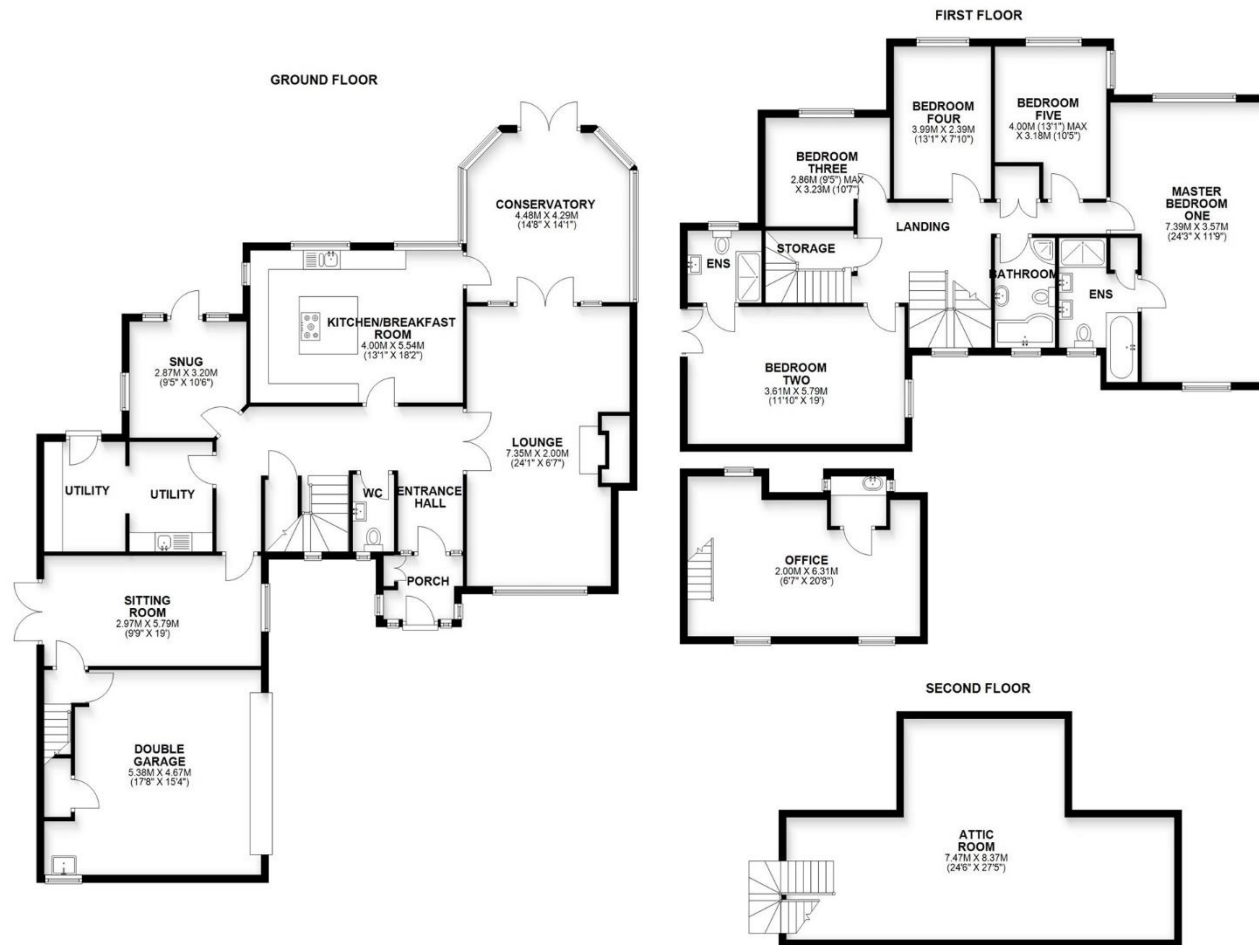 GROUND FLOOR
CONSERVATORY
4.48M X 4.29M
(14'8" X 14'1")
KITCHEN/BREAKFAST
ROOM
4.00M X 5.54M
(13'1" X 18'2")
SNUG
2.87M X 3.20M
(9'5" X 10'6")
LOUNGE
7.35M X 2.00M
(24'1" X 6'7")
UTILITY
UTILITY
WC
ENTRANCE
HALL
PORCH
SITTING
ROOM
2.97M X 5.79M
(9'9" X 19')
DOUBLE
GARAGE
5.38M X 4.67M
(17'8" X 15'4")
FIRST FLOOR
BEDROOM
FOUR
3.99M X 2.39M
(13'1" X 7'10")
BEDROOM
FIVE
4.00M (13'1") MAX
X 3.18M (10'5")
BEDROOM
THREE
2.86M (9'5") MAX
X 3.23M (10'7")
MASTER
BEDROOM
ONE
7.39M X 3.57M
(24'3" X 11'9")
LANDING
STORAGE
ENS
BATHROOM
ENS
BEDROOM
TWO
3.61M X 5.79M
(11'10" X 19')
OFFICE
2.00M X 6.31M
(6'7" X 20'8")
SECOND FLOOR
ATTIC
ROOM
7.47M X 8.37M
(24'6" X 27'5")